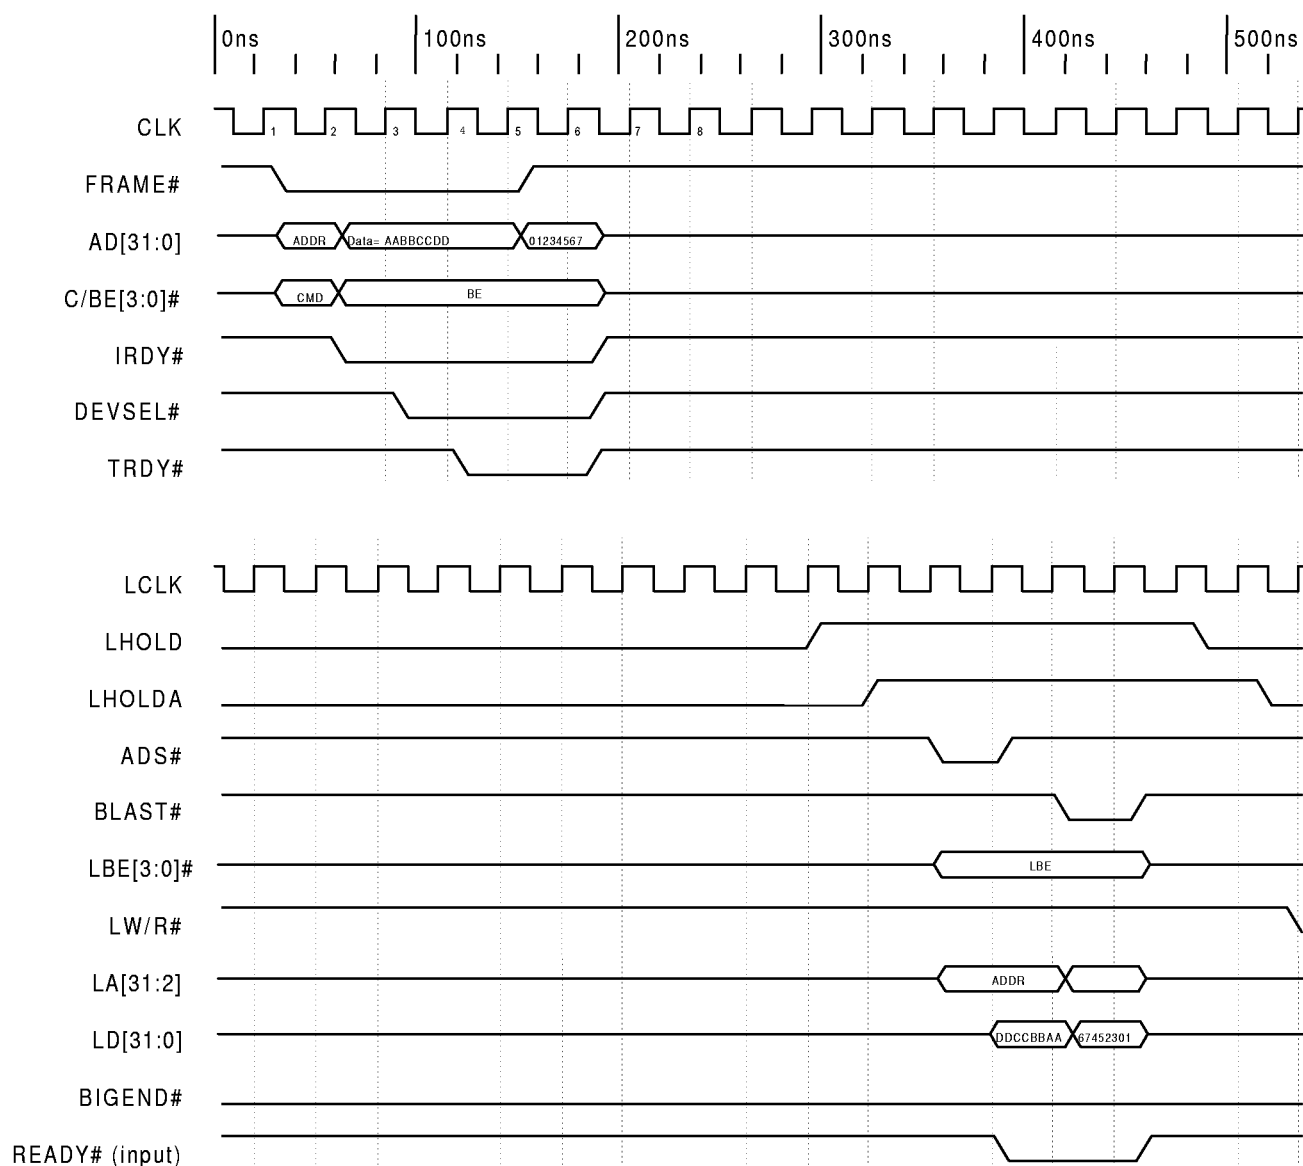 0ns 100ns 200ns 300ns 400ns 500ns
CLK 1 2 3 4 5 6 7 8
FRAME#
AD[31:0] ADDR Data= AABBCCDD 01234567
C/BE[3:0]# CMD BE
IRDY#
DEVSEL#
TRDY#
LCLK
LHOLD
LHOLDA
ADS#
BLAST#
LBE[3:0]# LBE
LW/R#
LA[31:2] ADDR
LD[31:0] DDCCBBAA 67452301
BIGEND#
READY# (input)